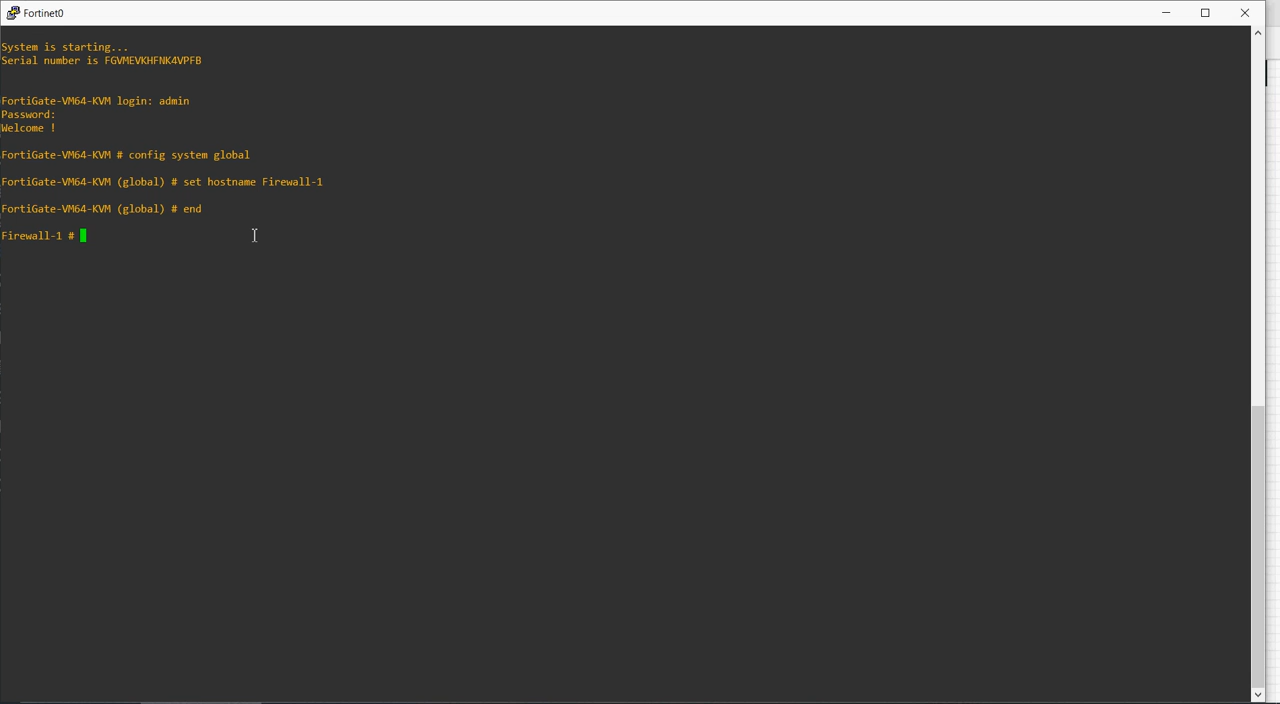 Fortinet0
System is starting...
Serial number is FGVMEVKHFNK4VPFB
FortiGate-VM64-KVM login: admin
Password:
Welcome !
FortiGate-VM64-KVM # config system global
FortiGate-VM64-KVM (global) # set hostname Firewall-1
FortiGate-VM64-KVM (global) # end
Firewall-1 #